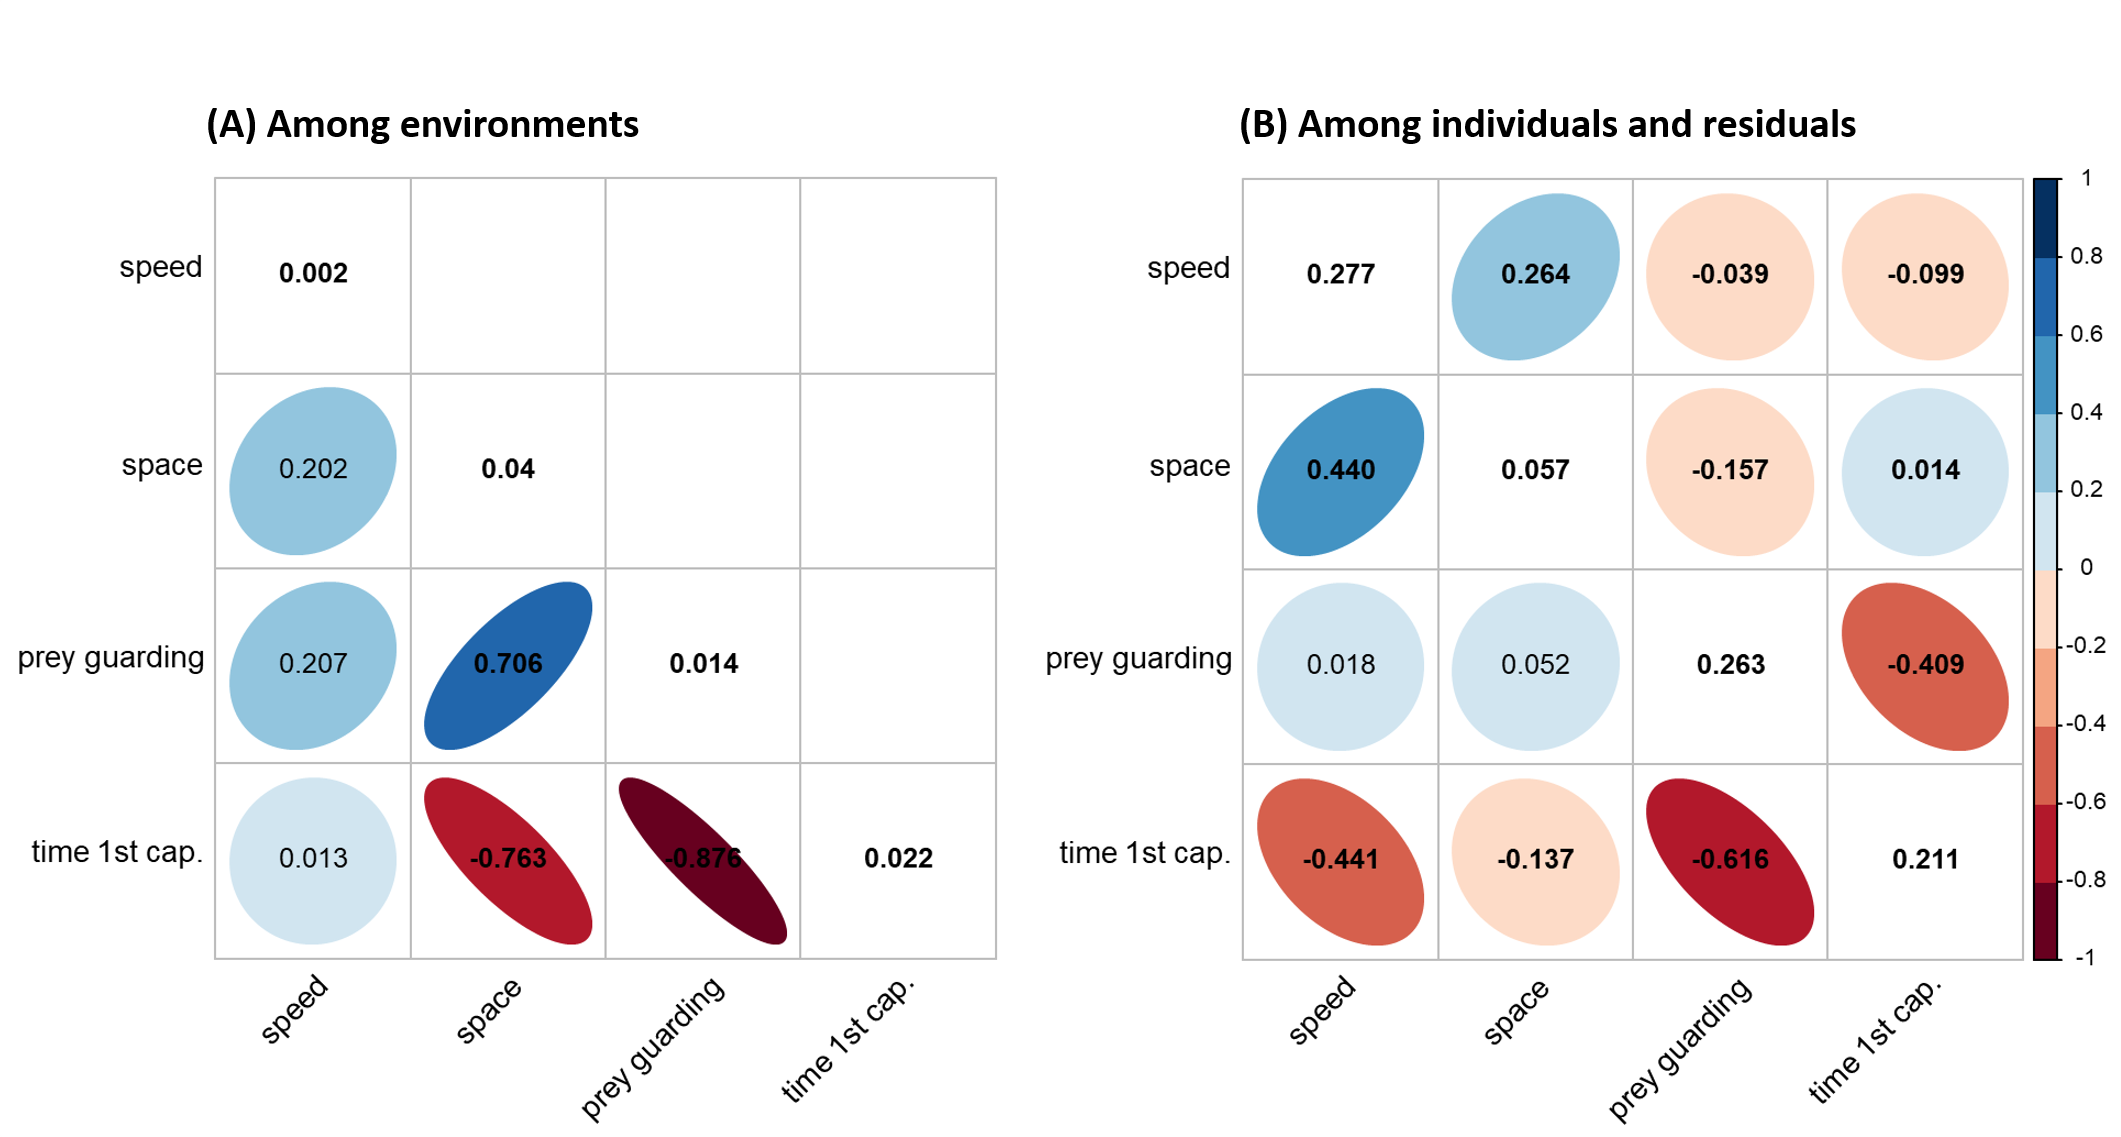 (A) Among environments
speed
0.002
space
0.202
0.04
prey guarding
0.207
0.706
0.014
time 1st cap.
0.013
-0.763
-0.876
0.022
speed
space
prey guarding
time 1st cap.
(B) Among individuals and residuals
speed
0.277
0.264
-0.039
-0.099
space
0.440
0.057
-0.157
0.014
prey guarding
0.018
0.052
0.263
-0.409
time 1st cap.
-0.441
-0.137
-0.616
0.211
speed
space
prey guarding
time 1st cap.
1
0.8
0.6
0.4
0.2
0
-0.2
-0.4
-0.6
-0.8
-1